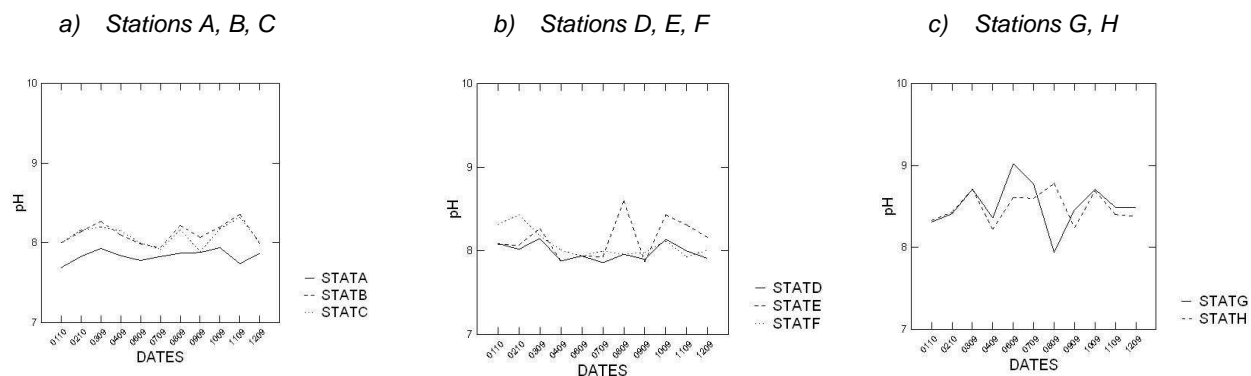 a) Stations A, B, C
10
9
8
7
pH
0110 0210 0309 0409 0609 0709 0809 0909 1009 1109 1209
DATES
STATA
STATB
STATC
b) Stations D, E, F
10
9
8
7
pH
0110 0210 0309 0409 0609 0709 0809 0909 1009 1109 1209
DATES
STATD
STATE
STATF
c) Stations G, H
10
9
8
7
pH
0110 0210 0309 0409 0609 0709 0809 0909 1009 1109 1209
DATES
STATG
STATH